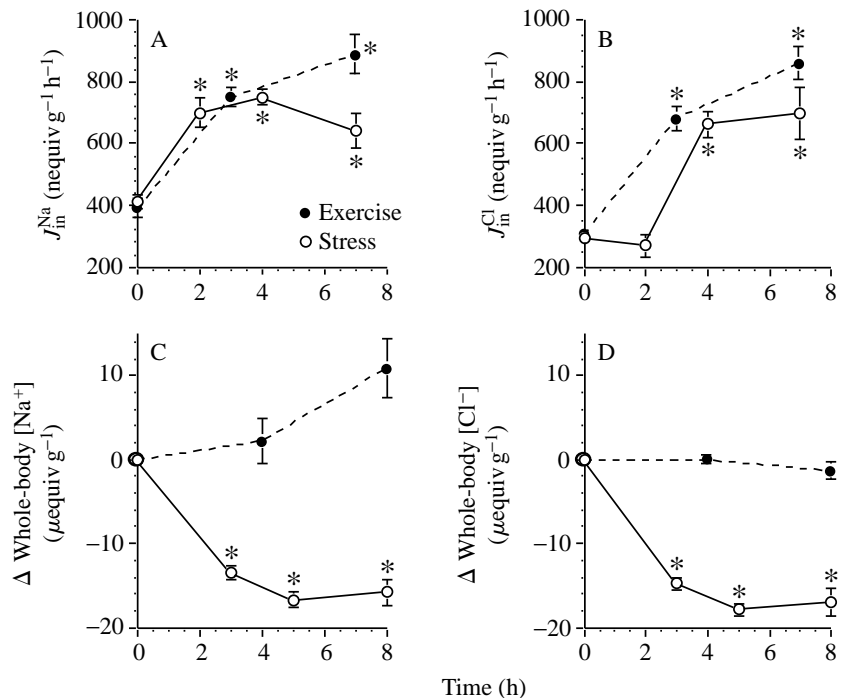 1000
A
800
600
400
200
J_in^Na (nequiv g⁻¹ h⁻¹)
* * * * *
● Exercise
○ Stress
0 2 4 6 8
1000
B
800
600
400
200
J_in^Cl (nequiv g⁻¹ h⁻¹)
* * * *
0 2 4 6 8
C
10
0
−10
−20
Δ Whole-body [Na⁺]
(μequiv g⁻¹)
* * *
0 2 4 6 8
D
10
0
−10
−20
Δ Whole-body [Cl⁻]
(μequiv g⁻¹)
* * *
0 2 4 6 8
Time (h)